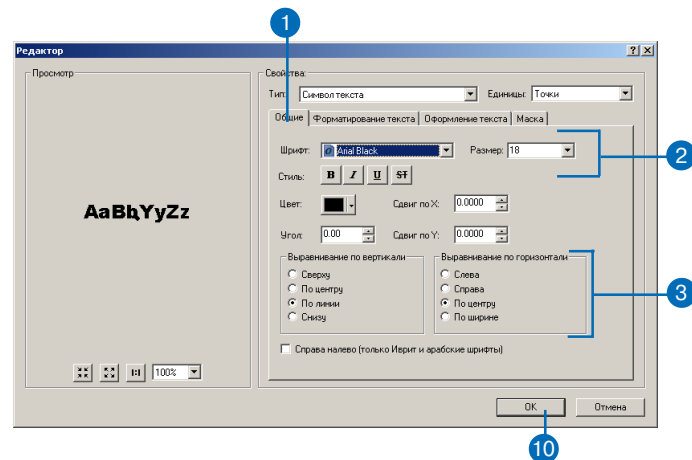 1
Редактор
Просмотр
Свойства:
Тип: Символ текста Единицы: Точки
Общие Форматирование текста Оформление текста Маска
Шрифт: Arial Black Размер: 18
2
Стиль: B I U ST
Цвет: Сдвиг по X: 0.0000
AaBbYyZz
Угол: 0.00 Сдвиг по Y: 0.0000
Выравнивание по вертикали Выравнивание по горизонтали
Сверху Слева
По центру Справа
3
По линии По центру
Снизу По ширине
Справа налево (только Иврит и арабские шрифты)
1:1 100%
OK Отмена
10